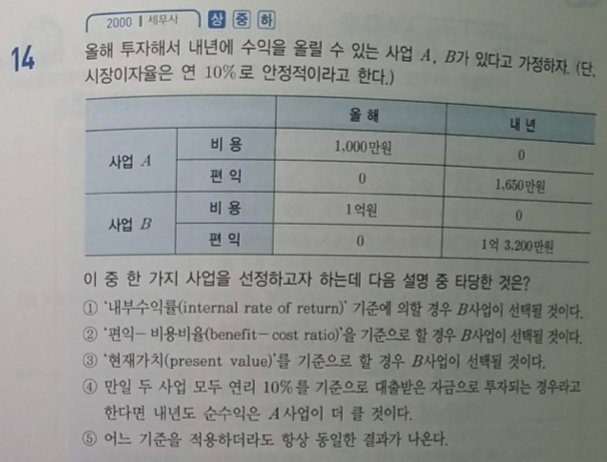 2000 | 세무사 상 중 하
14
올해 투자해서 내년에 수익을 올릴 수 있는 사업 A, B가 있다고 가정하자. (단,
시장이자율은 연 10%로 안정적이라고 한다.)
올 해 내 년
사업 A 비 용 1,000만원 0
편 익 0 1,650만원
사업 B 비 용 1억원 0
편 익 0 1억 3,200만원
이 중 한 가지 사업을 선정하고자 하는데 다음 설명 중 타당한 것은?
① ‘내부수익률(internal rate of return)’ 기준에 의할 경우 B사업이 선택될 것이다.
② ‘편익－비용비율(benefit－cost ratio)’을 기준으로 할 경우 B사업이 선택될 것이다.
③ ‘현재가치(present value)’를 기준으로 할 경우 B사업이 선택될 것이다.
④ 만일 두 사업 모두 연리 10%를 기준으로 대출받은 자금으로 투자되는 경우라고
한다면 내년도 순수익은 A사업이 더 클 것이다.
⑤ 어느 기준을 적용하더라도 항상 동일한 결과가 나온다.